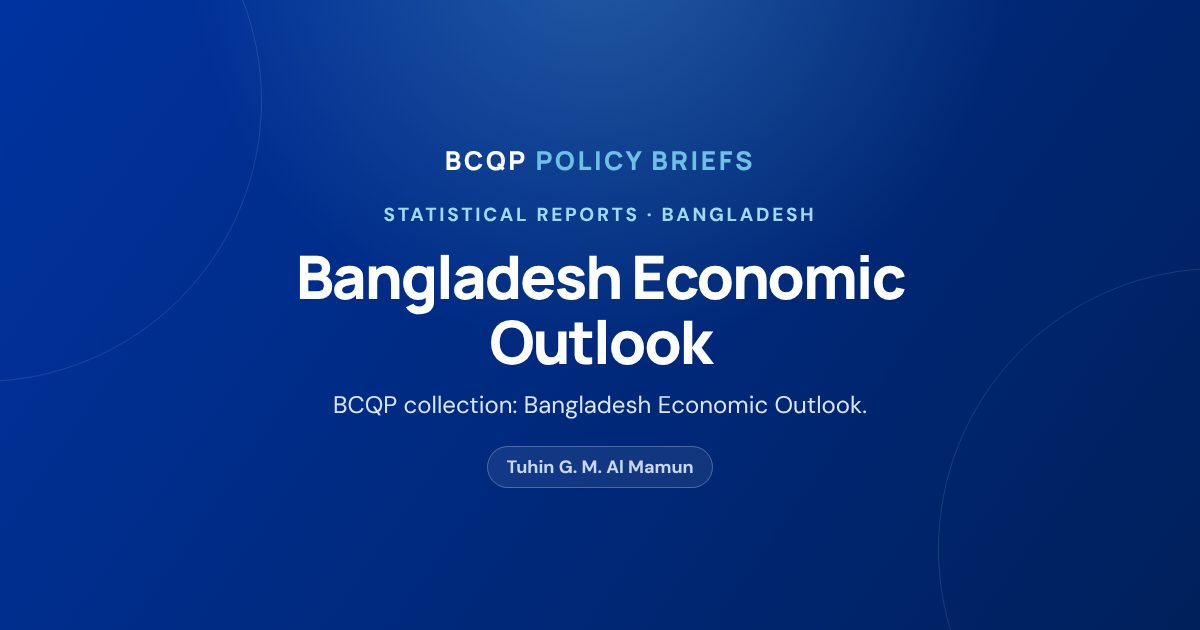 BCQP POLICY BRIEFS
STATISTICAL REPORTS · BANGLADESH
Bangladesh Economic
Outlook
BCQP collection: Bangladesh Economic Outlook.
Tuhin G. M. Al Mamun